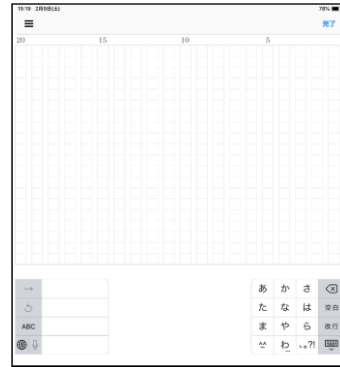 15:19 2月9日(土) 78%
完了
20 15 10 5
→ あ か さ
た な は 空白
ABC ま や ら 改行
^^ わ 、。?!